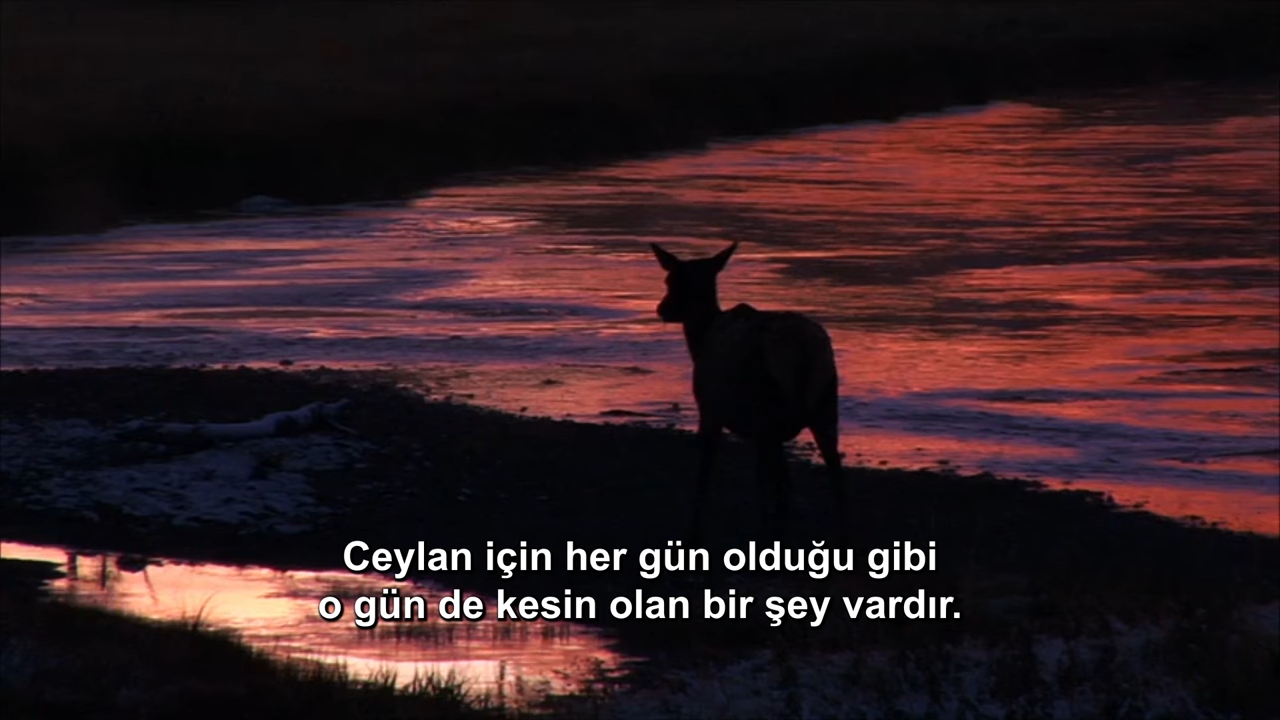 Ceylan için her gün olduğu gibi
o gün de kesin olan bir şey vardır.